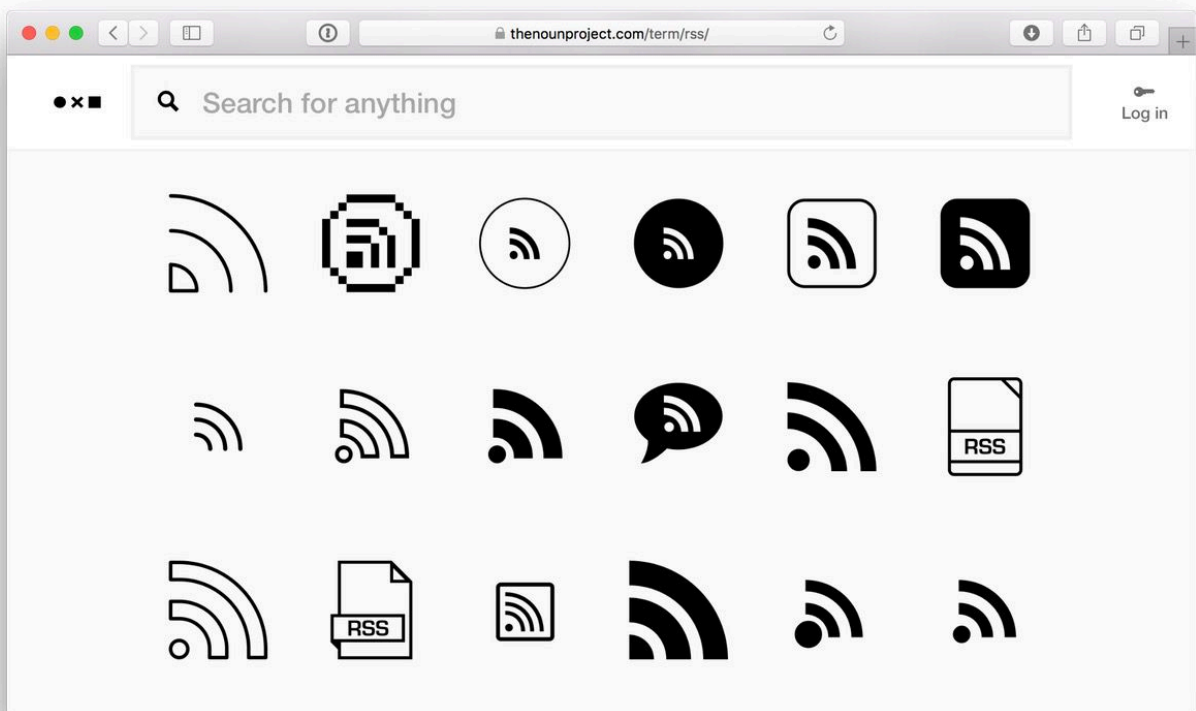 thenounproject.com/term/rss/
Search for anything
Log in
RSS
RSS